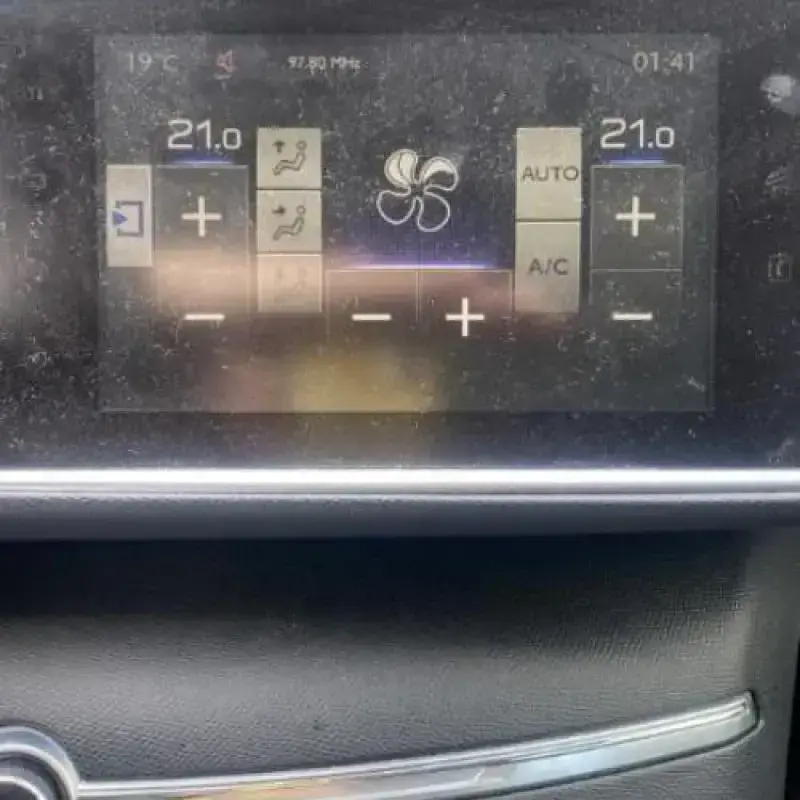 19°C 97.80 MHz 01:41
21.0 21.0
AUTO
+ +
A/C
− − + −